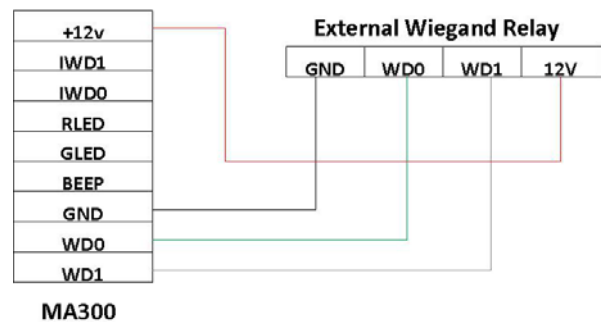 +12v
IWD1
IWD0
RLED
GLED
BEEP
GND
WD0
WD1
MA300
External Wiegand Relay
GND WD0 WD1 12V